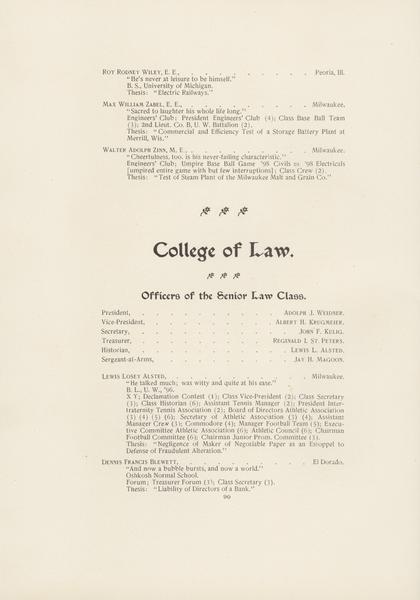 ROY RODNEY WILEY, E. E., . . . . . . . . Peoria, Ill.
"He's never at leisure to be himself."
B. S., University of Michigan.
Thesis: "Electric Railways."
MAX WILLIAM ZABEL, E. E., . . . . . . . . Milwaukee.
"Sacred to laughter his whole life long."
Engineers' Club; President Engineers' Club (4); Class Base Ball Team
(3); 2nd Lieut. Co. B, U. W. Battalion (2).
Thesis: "Commercial and Efficiency Test of a Storage Battery Plant at
Merrill, Wis."
WALTER ADOLPH ZINN, M. E., . . . . . . . . Milwaukee.
"Cheerfulness, too, is his never-failing characteristic."
Engineers' Club; Umpire Base Ball Game '98 Civils vs '98 Electricals
[umpired entire game with but few interruptions]; Class Crew (2).
Thesis: "Test of Steam Plant of the Milwaukee Malt and Grain Co."
College of Law.
Officers of the Senior Law Class.
President, . . . . . . . . ADOLPH J. WEIDNER.
Vice-President, . . . . . . . . ALBERT H. KRUGMEIER.
Secretary, . . . . . . . . JOHN F. KULIG.
Treasurer, . . . . . . . . REGINALD I. ST. PETERS.
Historian, . . . . . . . . LEWIS L. ALSTED.
Sergeant-at-Arms, . . . . . . . . JAY H. MAGOON.
LEWIS LOSEY ALSTED, . . . . . . . . Milwaukee.
"He talked much; was witty and quite at his ease."
B. L., U. W., '96.
X Y; Declamation Contest (1); Class Vice-President (2); Class Secretary
(3); Class Historian (6); Assistant Tennis Manager (2); President Inter-
fraternity Tennis Association (2); Board of Directors Athletic Association
(3) (4) (5) (6); Secretary of Athletic Association (3) (4); Assistant
Manager Crew (3); Commodore (4); Manager Football Team (5); Execu-
tive Committee Athletic Association (6); Athletic Council (6); Chairman
Football Committee (6); Chairman Junior Prom. Committee (3).
Thesis: "Negligence of Maker of Negotiable Paper as an Estoppel to
Defense of Fraudulent Alteration."
DENNIS FRANCIS BLEWETT, . . . . . . . . El Dorado.
"And now a bubble bursts, and now a world."
Oshkosh Normal School.
Forum; Treasurer Forum (3); Class Secretary (3).
Thesis: "Liability of Directors of a Bank."
90